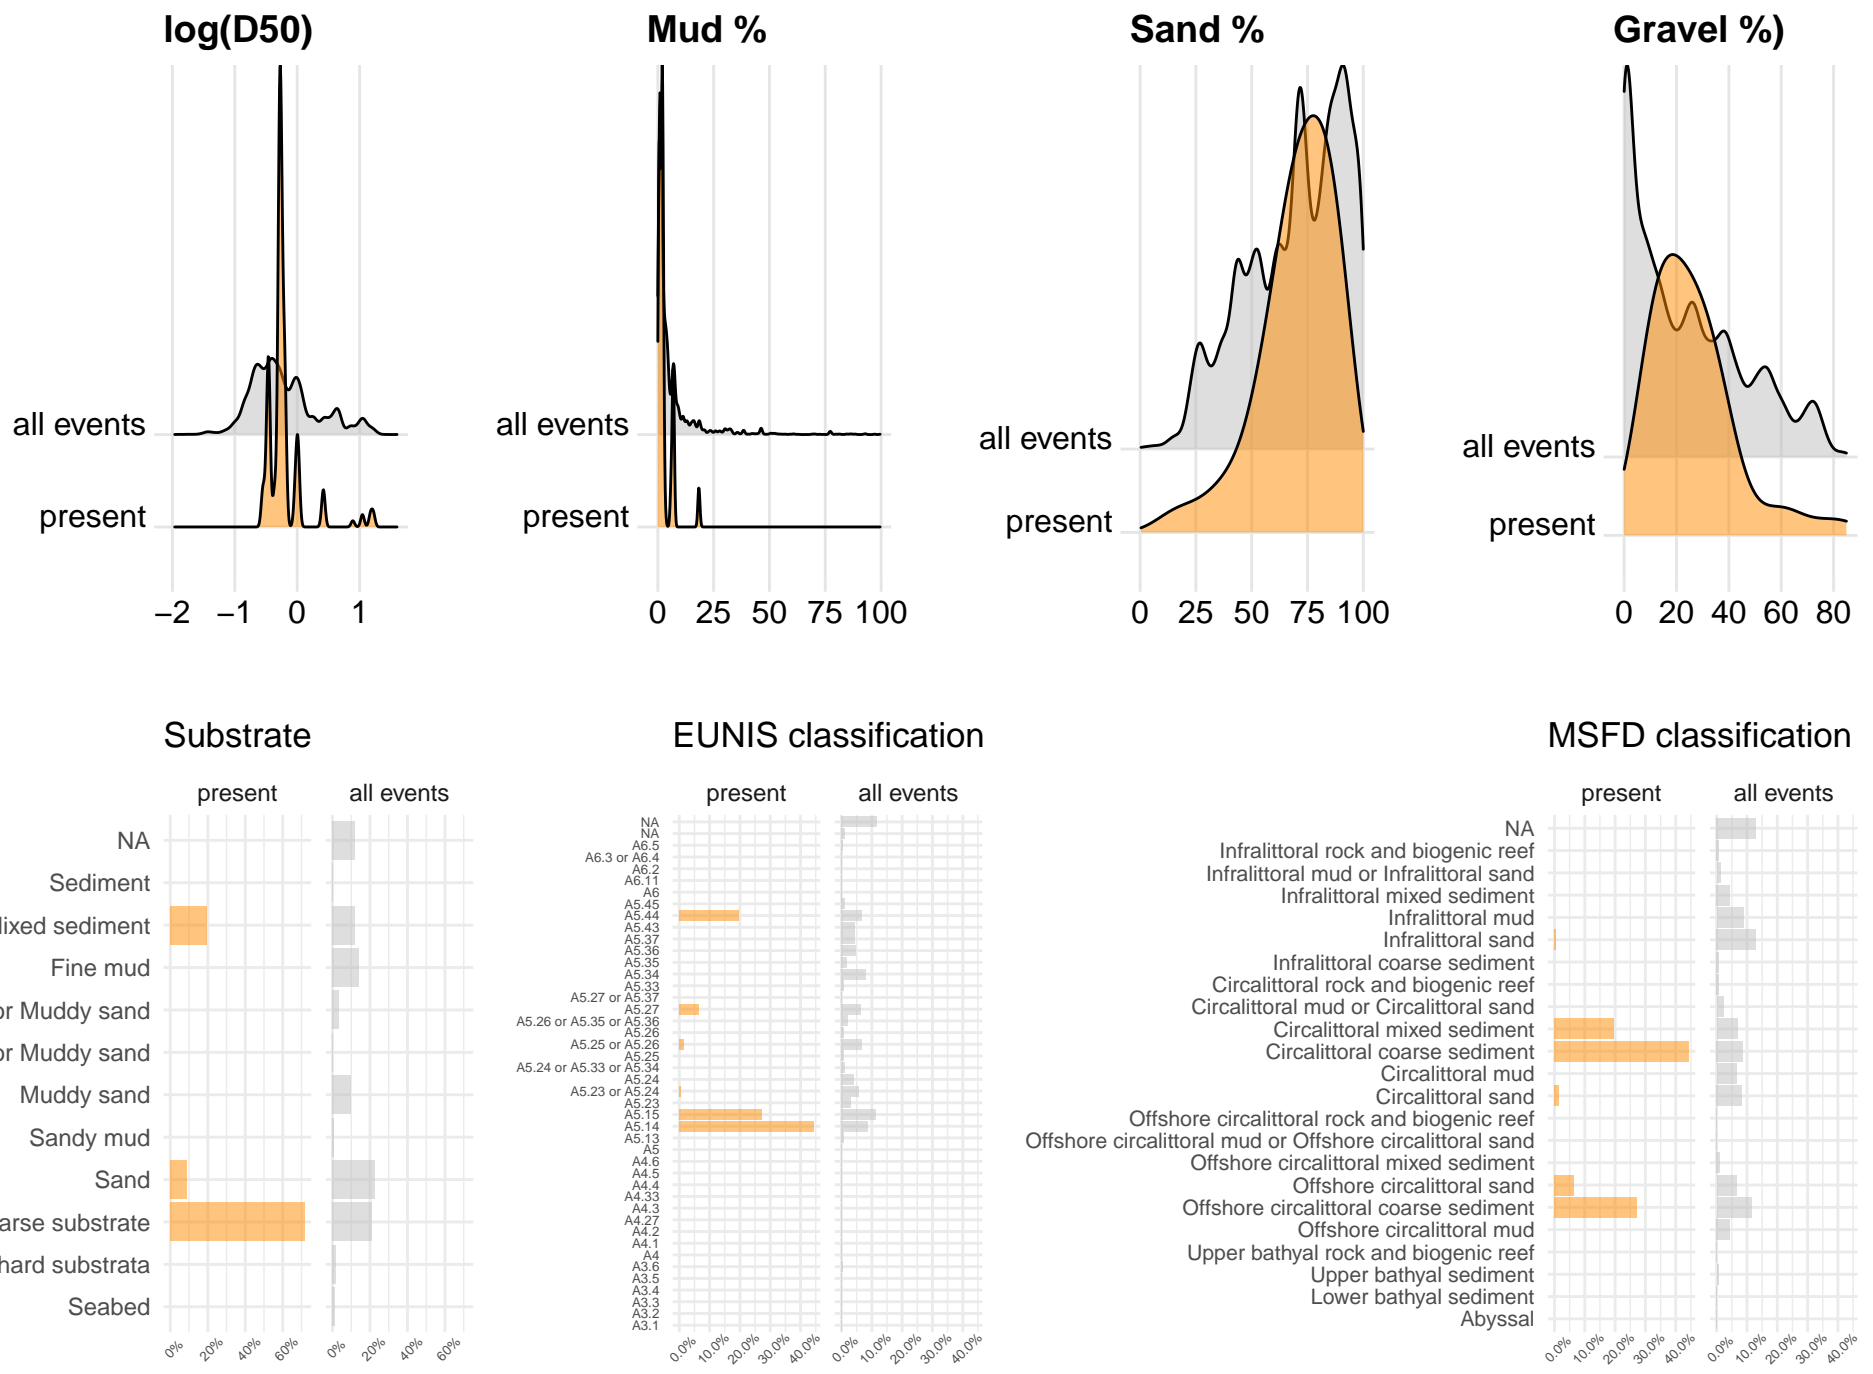 log(D50)
Mud %
Sand %
Gravel %)
all events
present
−2 −1 0 1
all events
present
0 25 50 75 100
all events
present
0 25 50 75 100
all events
present
0 20 40 60 80
Substrate
present all events
NA
Sediment
ixed sediment
Fine mud
or Muddy sand
or Muddy sand
Muddy sand
Sandy mud
Sand
arse substrate
hard substrata
Seabed
0% 20% 40% 60% 0% 20% 40% 60%
EUNIS classification
present all events
NA
NA
A6.5
A6.3 or A6.4
A6.2
A6.11
A6
A5.45
A5.44
A5.43
A5.37
A5.36
A5.35
A5.34
A5.33
A5.27 or A5.37
A5.27
A5.26 or A5.35 or A5.36
A5.26
A5.25 or A5.26
A5.25
A5.24 or A5.33 or A5.34
A5.24
A5.23 or A5.24
A5.23
A5.15
A5.14
A5.13
A5
A4.6
A4.5
A4.4
A4.33
A4.3
A4.27
A4.2
A4.1
A4
A3.6
A3.5
A3.4
A3.3
A3.2
A3.1
0.0% 10.0% 20.0% 30.0% 40.0% 0.0% 10.0% 20.0% 30.0% 40.0%
MSFD classification
present all events
NA
Infralittoral rock and biogenic reef
Infralittoral mud or Infralittoral sand
Infralittoral mixed sediment
Infralittoral mud
Infralittoral sand
Infralittoral coarse sediment
Circalittoral rock and biogenic reef
Circalittoral mud or Circalittoral sand
Circalittoral mixed sediment
Circalittoral coarse sediment
Circalittoral mud
Circalittoral sand
Offshore circalittoral rock and biogenic reef
Offshore circalittoral mud or Offshore circalittoral sand
Offshore circalittoral mixed sediment
Offshore circalittoral sand
Offshore circalittoral coarse sediment
Offshore circalittoral mud
Upper bathyal rock and biogenic reef
Upper bathyal sediment
Lower bathyal sediment
Abyssal
0.0% 10.0% 20.0% 30.0% 40.0% 0.0% 10.0% 20.0% 30.0% 40.0%